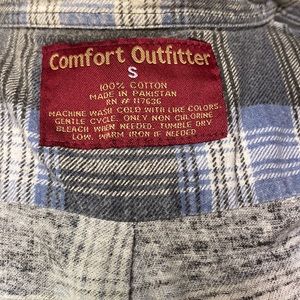 Comfort Outfitter
S
100% COTTON
MADE IN PAKISTAN
RN # 117636
MACHINE WASH COLD WITH LIKE COLORS.
GENTLE CYCLE. ONLY NON CHLORINE
BLEACH WHEN NEEDED. TUMBLE DRY
LOW. WARM IRON IF NEEDED